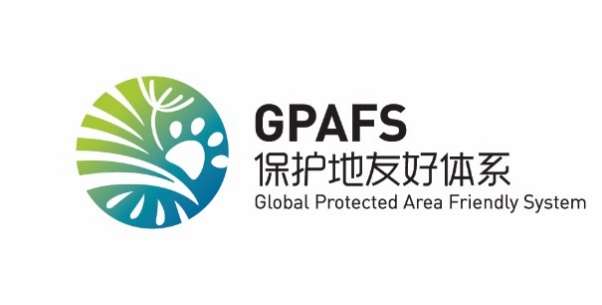 GPAFS
保护地友好体系
Global Protected Area Friendly System